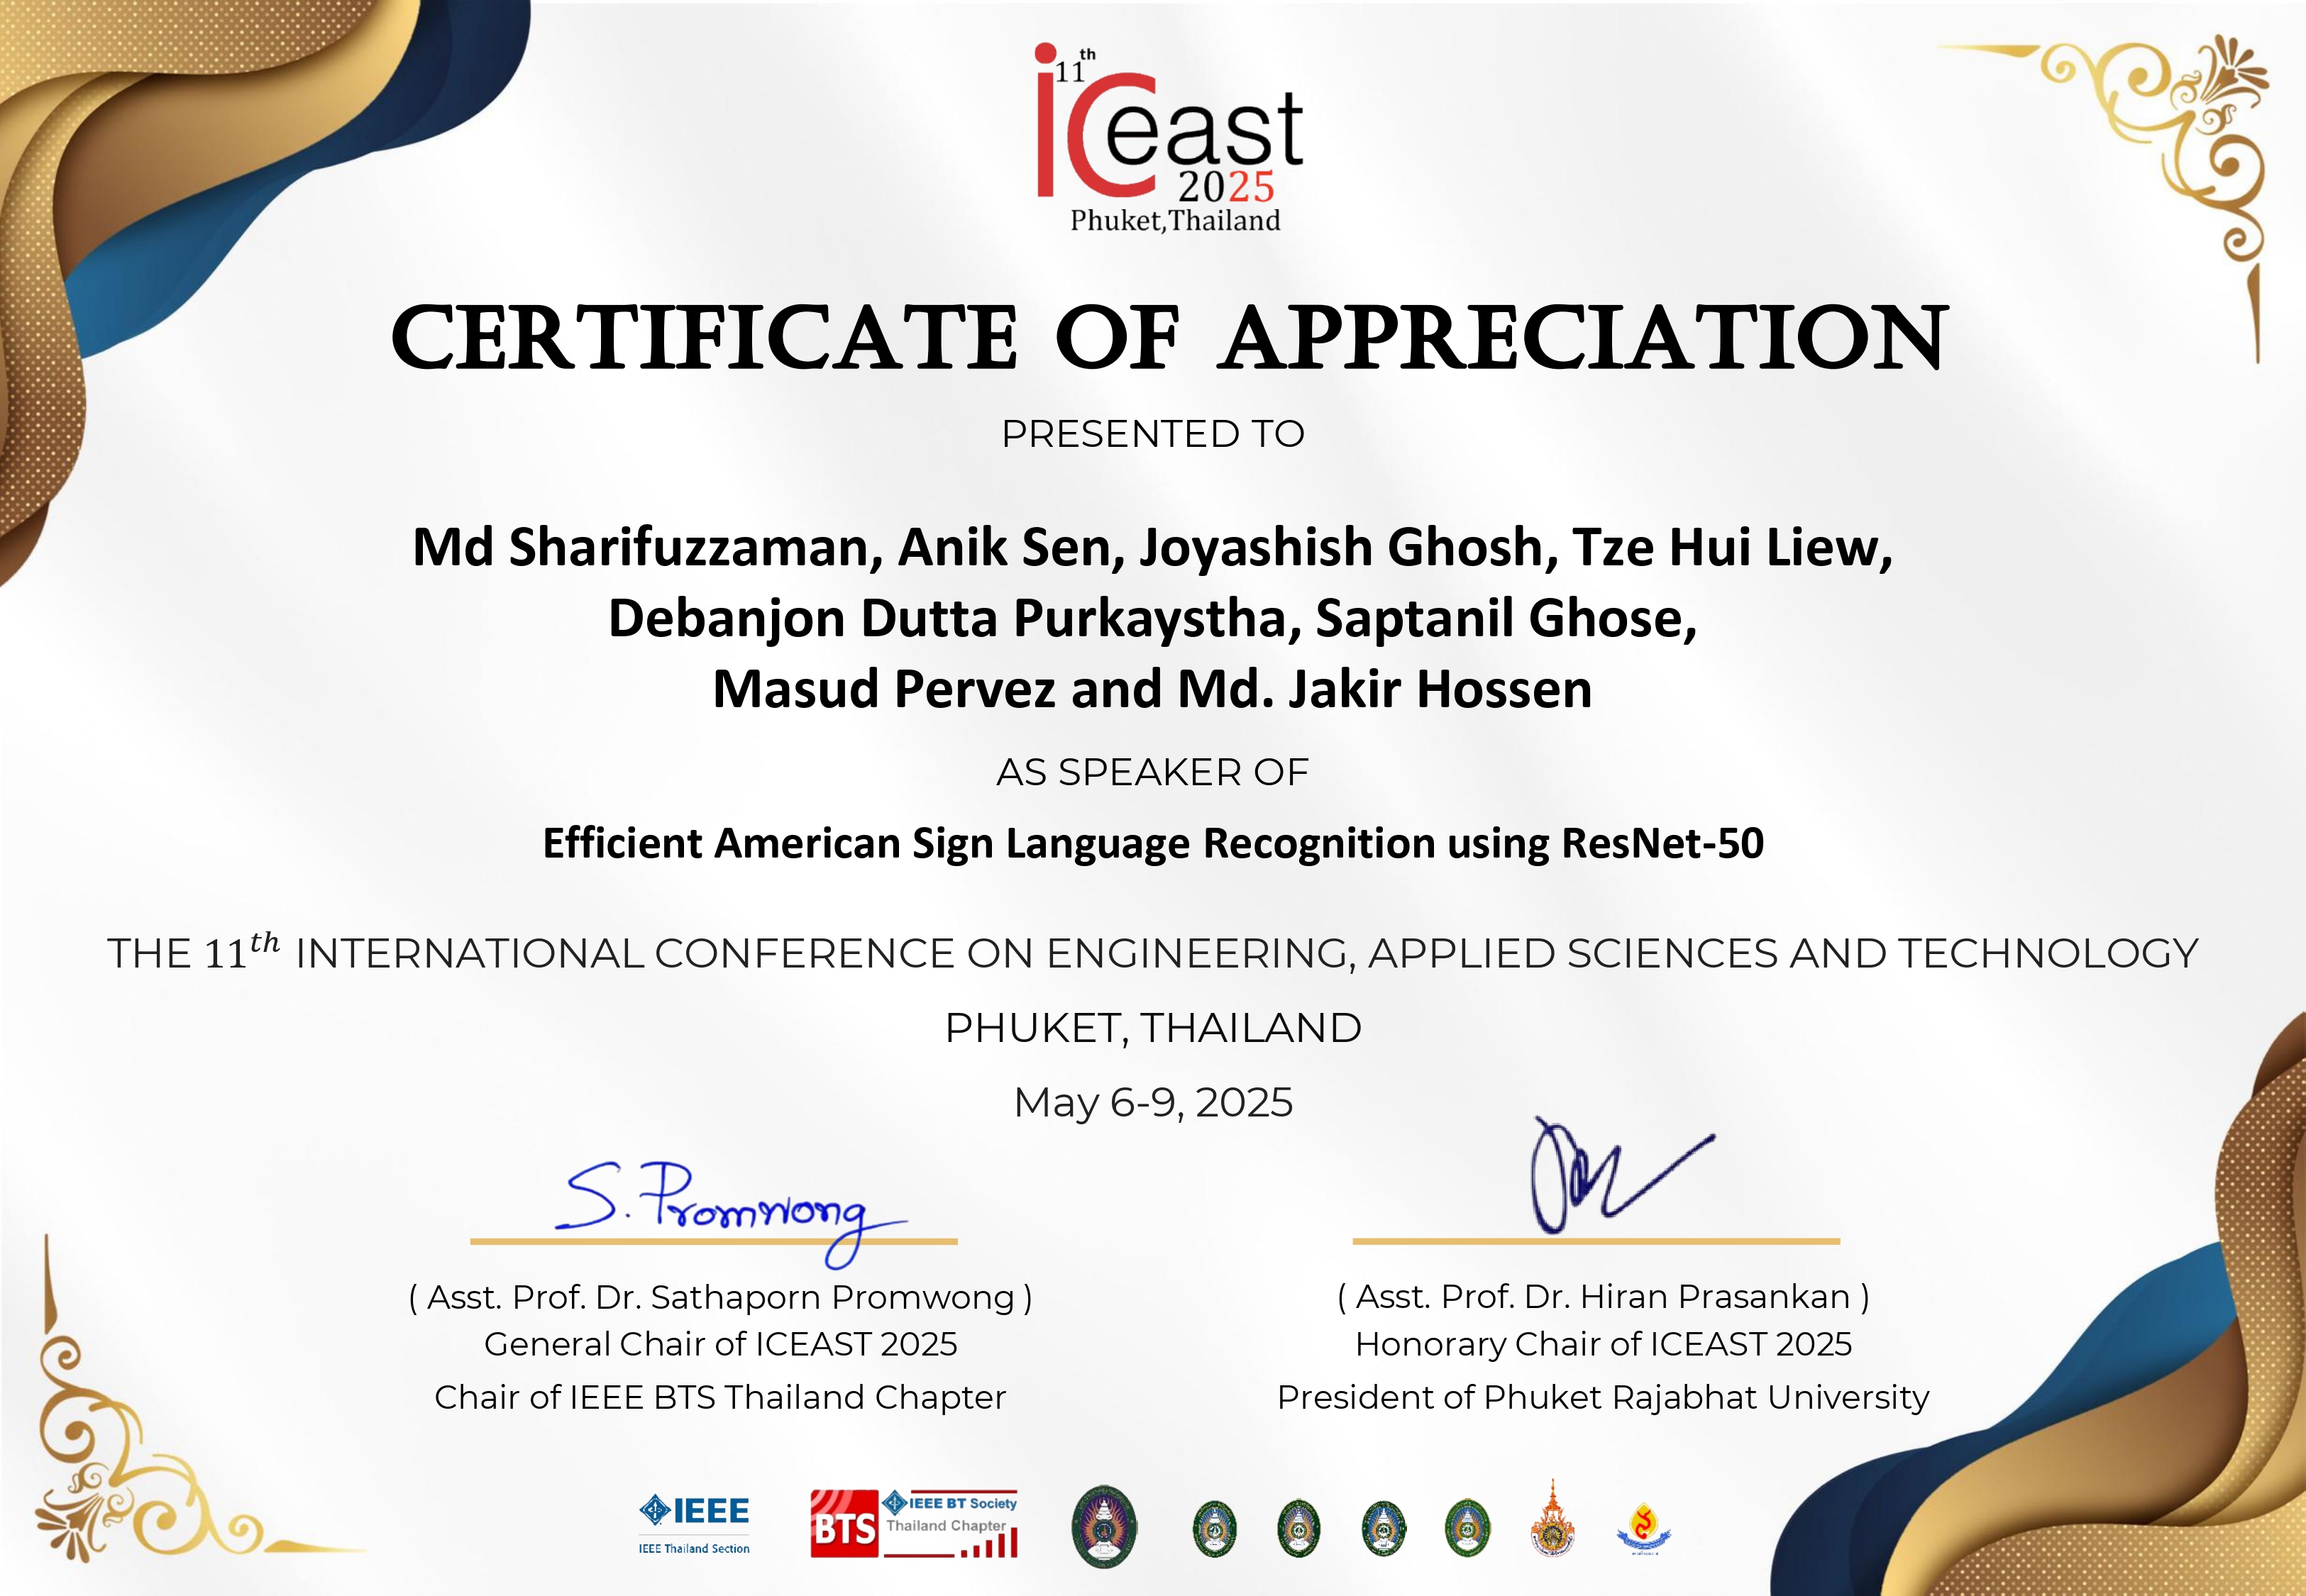 11th
iCeast
2025
Phuket,Thailand
CERTIFICATE OF APPRECIATION
PRESENTED TO
Md Sharifuzzaman, Anik Sen, Joyashish Ghosh, Tze Hui Liew,
Debanjon Dutta Purkaystha, Saptanil Ghose,
Masud Pervez and Md. Jakir Hossen
AS SPEAKER OF
Efficient American Sign Language Recognition using ResNet-50
THE 11th INTERNATIONAL CONFERENCE ON ENGINEERING, APPLIED SCIENCES AND TECHNOLOGY
PHUKET, THAILAND
May 6-9, 2025
S. Promwong
( Asst. Prof. Dr. Sathaporn Promwong )
General Chair of ICEAST 2025
Chair of IEEE BTS Thailand Chapter
( Asst. Prof. Dr. Hiran Prasankan )
Honorary Chair of ICEAST 2025
President of Phuket Rajabhat University
IEEE
IEEE Thailand Section
BTS
IEEE BT Society
Thailand Chapter